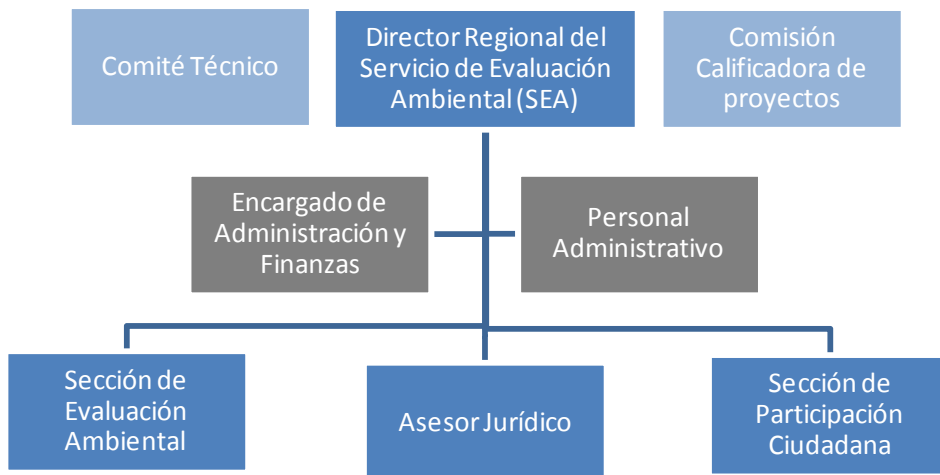 Comité Técnico
Director Regional del
Servicio de Evaluación
Ambiental (SEA)
Comisión
Calificadora de
proyectos
Encargado de
Administración y
Finanzas
Personal
Administrativo
Sección de
Evaluación
Ambiental
Asesor Jurídico
Sección de
Participación
Ciudadana